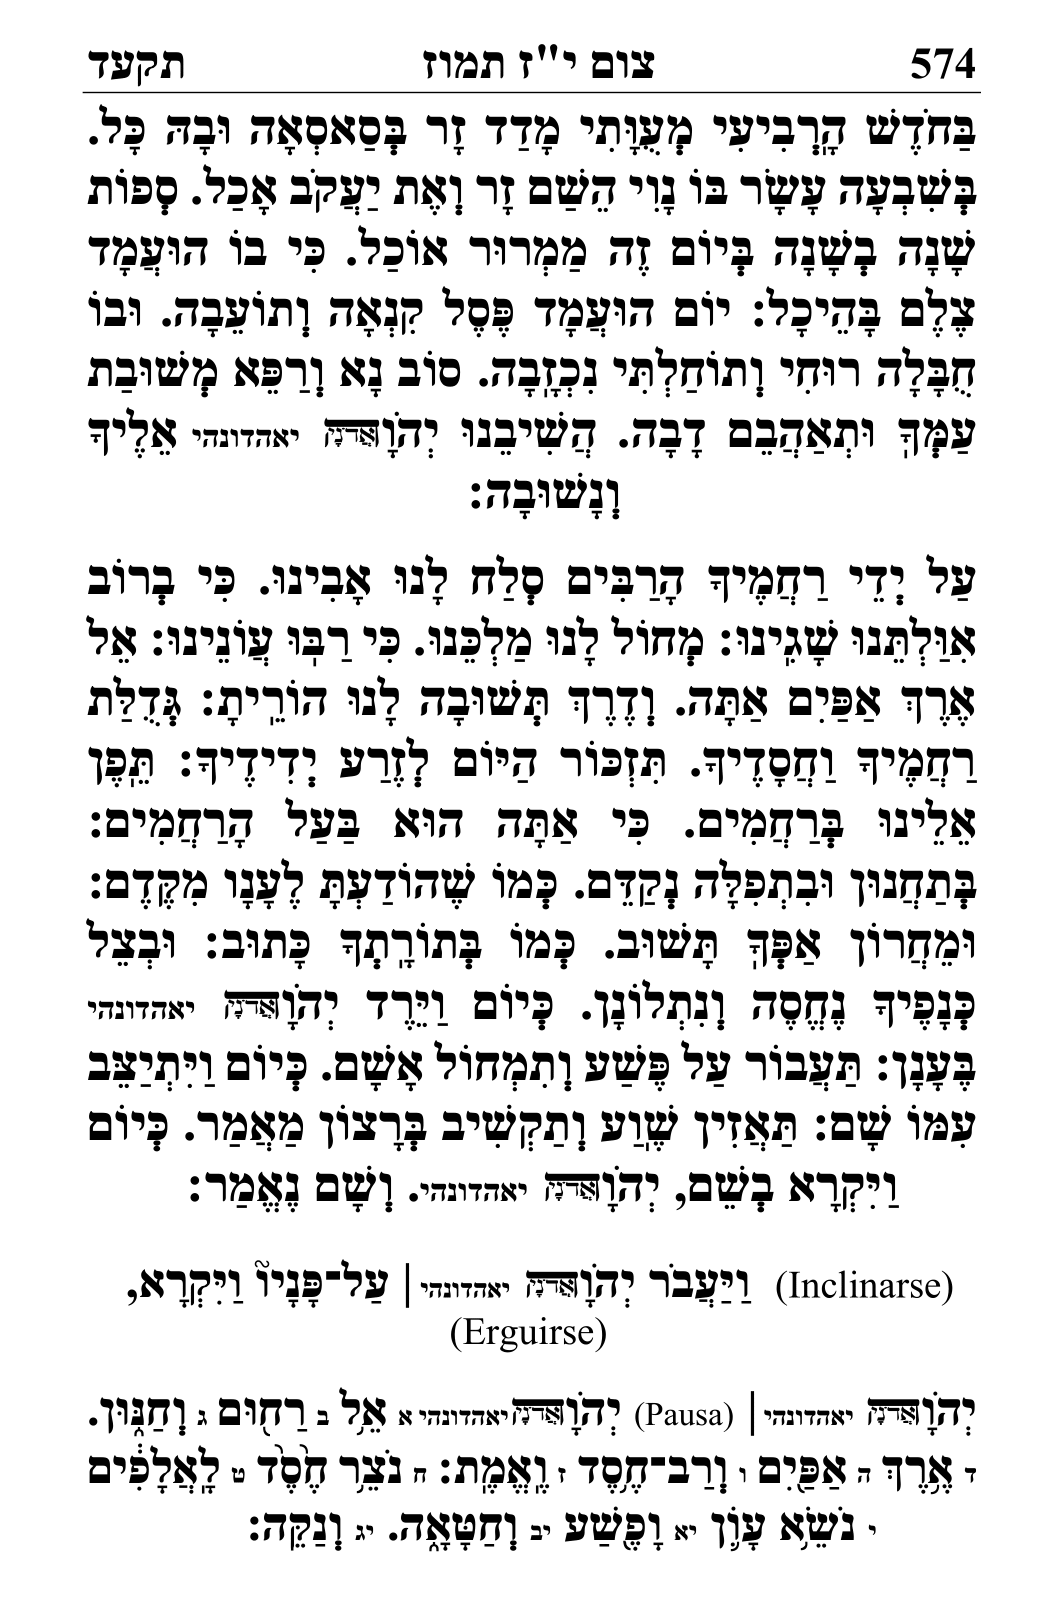 574 צום י"ז תמוז תקעד
בַּחֹדֶשׁ הָרְבִיעִי מְעֻוָּתִי מָדַד זָר בְּסַאסְאָה וּבָהּ כָּל.
בְּשִׁבְעָה עָשָׂר בּוֹ נָוִי הֵשַׁם זָר וְאֶת יַעֲקֹב אָכַל. סְפוֹת
שָׁנָה בְשָׁנָה בְּיוֹם זֶה מַמְרוּר אוֹכַל. כִּי בוֹ הוּעֳמָד
צֶלֶם בָּהֵיכָל: יוֹם הוּעֳמָד פֶּסֶל קִנְאָה וְתוֹעֵבָה. וּבוֹ
חֻבָּלָה רוּחִי וְתוֹחַלְתִּי נִכְזָבָה. סוֹב נָא וְרַפֵּא מְשׁוּבַת
עַמְּךָ וּתְאַהֲבֵם דָבָה. הֲשִׁיבֵנוּ יְהֹוָאֲדֹנָי יאהדונהי אֵלֶיךָ
וְנָשׁוּבָה:
עַל יְדֵי רַחֲמֶיךָ הָרַבִּים סְלַח לָנוּ אָבִינוּ. כִּי בְרוֹב
אִוַּלְתֵּנוּ שָׁגִינוּ: מְחוֹל לָנוּ מַלְכֵּנוּ. כִּי רַבּוּ עֲוֹנֵינוּ: אֵל
אֶרֶךְ אַפַּיִם אַתָּה. וְדֶרֶךְ תְּשׁוּבָה לָנוּ הוֹרֵיתָ: גְּדֻלַּת
רַחֲמֶיךָ וַחֲסָדֶיךָ. תִּזְכּוֹר הַיּוֹם לְזֶרַע יְדִידֶיךָ: תֵּפֶן
אֵלֵינוּ בְּרַחֲמִים. כִּי אַתָּה הוּא בַּעַל הָרַחֲמִים:
בְּתַחֲנוּן וּבִתְפִלָּה נְקַדֵּם. כְּמוֹ שֶׁהוֹדַעְתָּ לֶעָנָו מִקֶּדֶם:
וּמֵחֲרוֹן אַפְּךָ תָּשׁוּב. כְּמוֹ בְּתוֹרָתְךָ כָּתוּב: וּבְצֵל
כְּנָפֶיךָ נֶחֱסֶה וְנִתְלוֹנָן. כְּיוֹם וַיֵּרֶד יְהֹוָאֲדֹנָי יאהדונהי
בֶּעָנָן: תַּעֲבוֹר עַל פֶּשַׁע וְתִמְחוֹל אָשָׁם. כְּיוֹם וַיִּתְיַצֵּב
עִמּוֹ שָׁם: תַּאֲזִין שֶׁוַע וְתַקְשִׁיב בְּרָצוֹן מַאֲמַר. כְּיוֹם
וַיִּקְרָא בְשֵׁם, יְהֹוָאֲדֹנָי יאהדונהי. וְשָׁם נֶאֱמַר:
(Inclinarse) וַיַּעֲבֹר יְהֹוָאֲדֹנָי יאהדונהי | עַל־פָּנָיו֘ וַיִּקְרָא,
(Erguirse)
יְהֹוָאֲדֹנָי יאהדונהי | (Pausa) יְהֹוָאֲדֹנָי יאהדונהי א אֵ֥ל ב רַח֖וּם ג וְחַנּ֑וּן.
ד אֶ֥רֶךְ ה אַפַּ֖יִם ו וְרַב־חֶ֥סֶד ז וֶאֱמֶֽת: ח נֹצֵ֥ר חֶ֙סֶד֙ ט לָאֲלָפִ֔ים
י נֹשֵׂ֥א עָוֺ֛ן יא וָפֶ֖שַׁע יב וְחַטָּאָ֑ה. יג וְנַקֵּה: